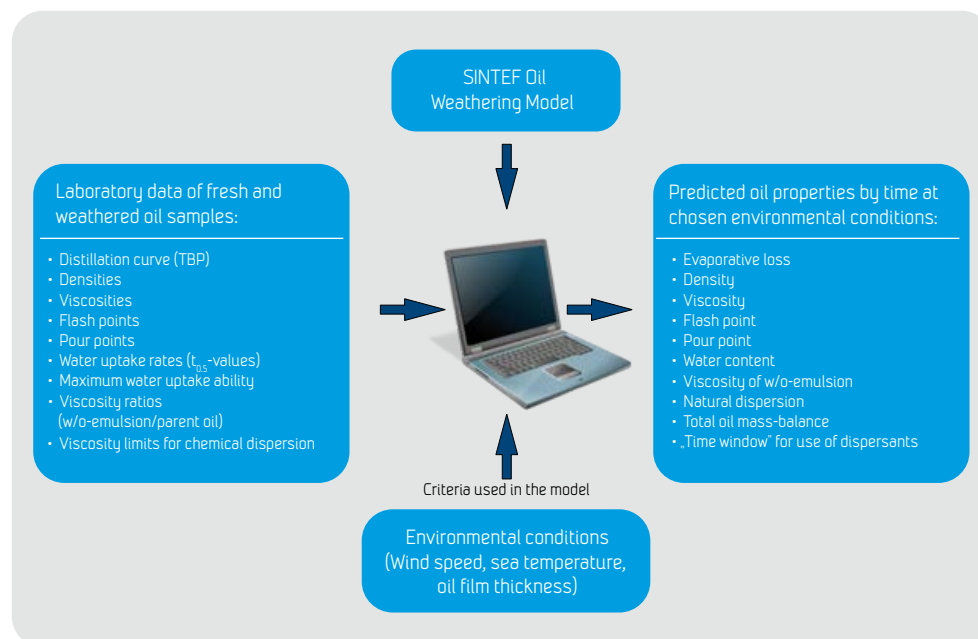 SINTEF Oil
Weathering Model
Laboratory data of fresh and
weathered oil samples:
• Distillation curve (TBP)
• Densities
• Viscosities
• Flash points
• Pour points
• Water uptake rates (t0,5-values)
• Maximum water uptake ability
• Viscosity ratios
(w/o-emulsion/parent oil)
• Viscosity limits for chemical dispersion
Predicted oil properties by time at
chosen environmental conditions:
• Evaporative loss
• Density
• Viscosity
• Flash point
• Pour point
• Water content
• Viscosity of w/o-emulsion
• Natural dispersion
• Total oil mass-balance
• „Time window" for use of dispersants
Criteria used in the model
Environmental conditions
(Wind speed, sea temperature,
oil film thickness)